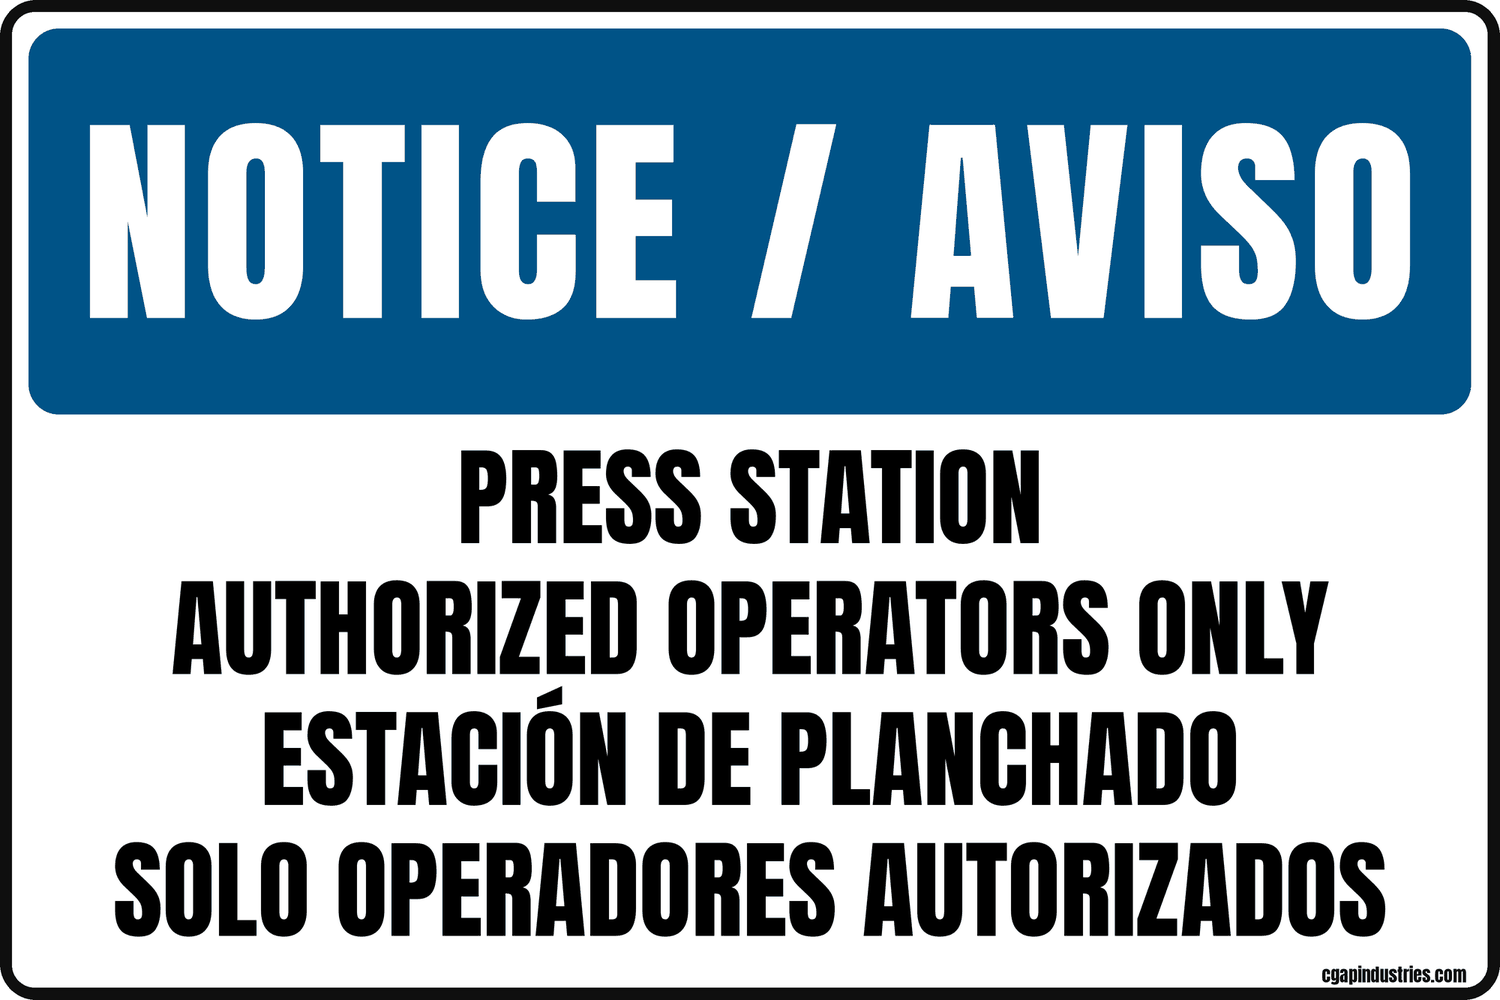 NOTICE / AVISO
PRESS STATION
AUTHORIZED OPERATORS ONLY
ESTACIÓN DE PLANCHADO
SOLO OPERADORES AUTORIZADOS
cgapindustries.com